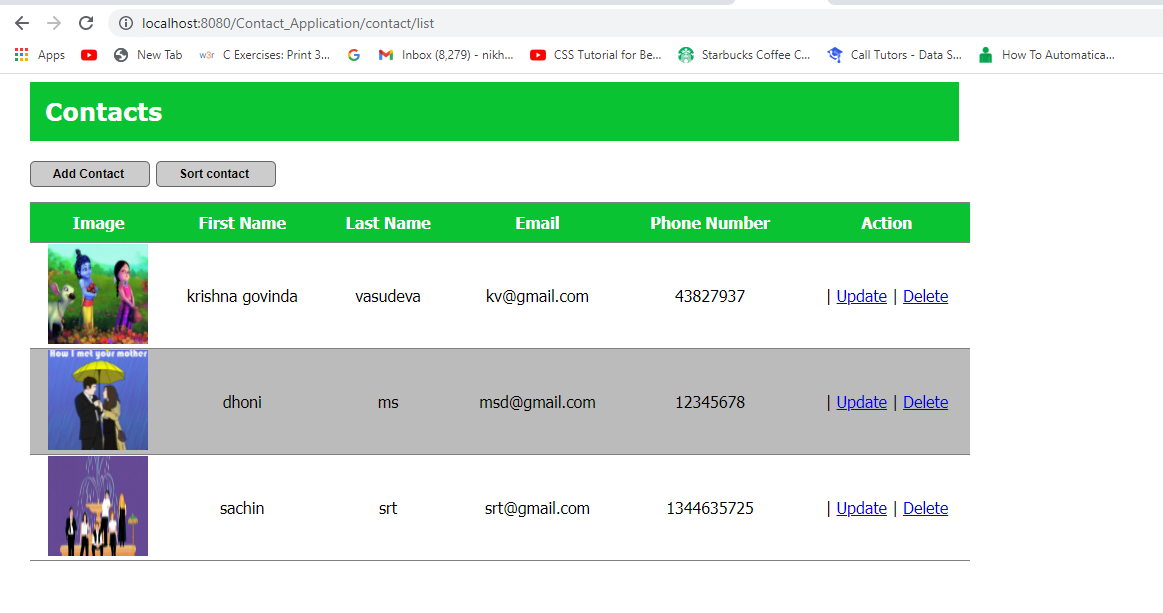 localhost:8080/Contact_Application/contact/list
Apps New Tab w3r C Exercises: Print 3... G Inbox (8,279) - nikh... CSS Tutorial for Be... Starbucks Coffee C... Call Tutors - Data S... How To Automatica...
Contacts
Add Contact Sort contact
Image First Name Last Name Email Phone Number Action
krishna govinda vasudeva kv@gmail.com 43827937 | Update | Delete
How I met your mother
dhoni ms msd@gmail.com 12345678 | Update | Delete
sachin srt srt@gmail.com 1344635725 | Update | Delete